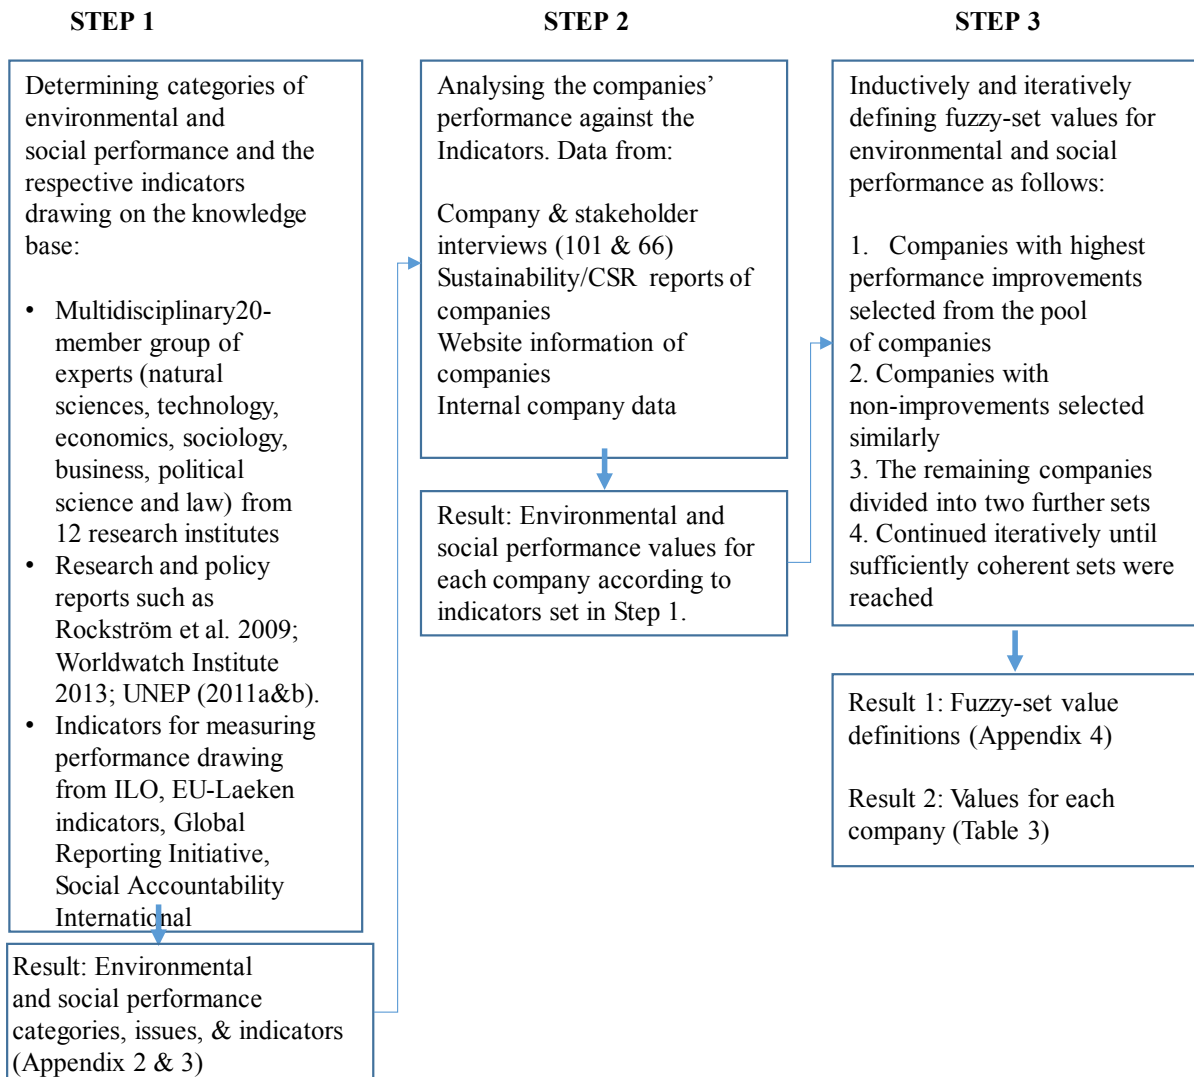 STEP 1
Determining categories of
environmental and
social performance and the
respective indicators
drawing on the knowledge
base:
• Multidisciplinary20-
member group of
experts (natural
sciences, technology,
economics, sociology,
business, political
science and law) from
12 research institutes
• Research and policy
reports such as
Rockström et al. 2009;
Worldwatch Institute
2013; UNEP (2011a&b).
• Indicators for measuring
performance drawing
from ILO, EU-Laeken
indicators, Global
Reporting Initiative,
Social Accountability
International
Result: Environmental
and social performance
categories, issues, & indicators
(Appendix 2 & 3)
STEP 2
Analysing the companies’
performance against the
Indicators. Data from:
Company & stakeholder
interviews (101 & 66)
Sustainability/CSR reports of
companies
Website information of
companies
Internal company data
Result: Environmental and
social performance values for
each company according to
indicators set in Step 1.
STEP 3
Inductively and iteratively
defining fuzzy-set values for
environmental and social
performance as follows:
1. Companies with highest
performance improvements
selected from the pool
of companies
2. Companies with
non-improvements selected
similarly
3. The remaining companies
divided into two further sets
4. Continued iteratively until
sufficiently coherent sets were
reached
Result 1: Fuzzy-set value
definitions (Appendix 4)
Result 2: Values for each
company (Table 3)